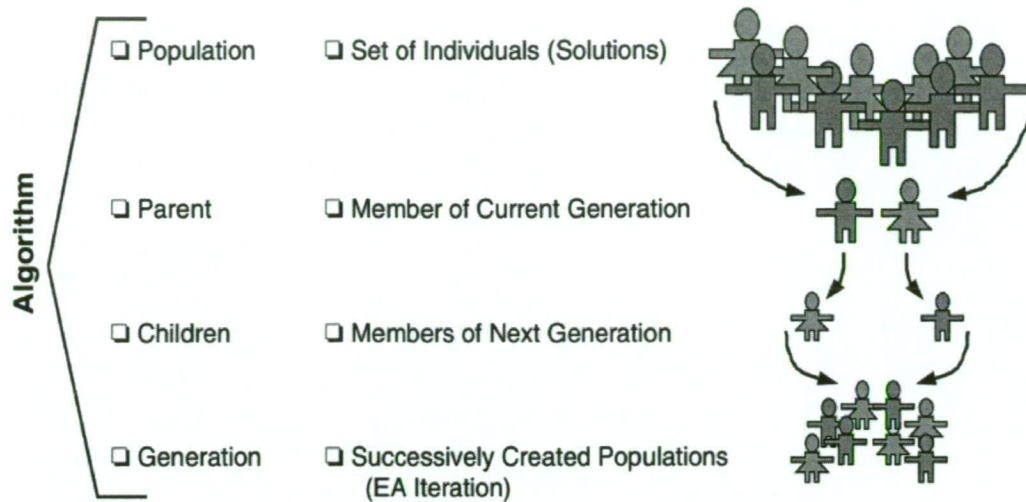 Algorithm
❑ Population ❑ Set of Individuals (Solutions)
❑ Parent ❑ Member of Current Generation
❑ Children ❑ Members of Next Generation
❑ Generation ❑ Successively Created Populations
(EA Iteration)